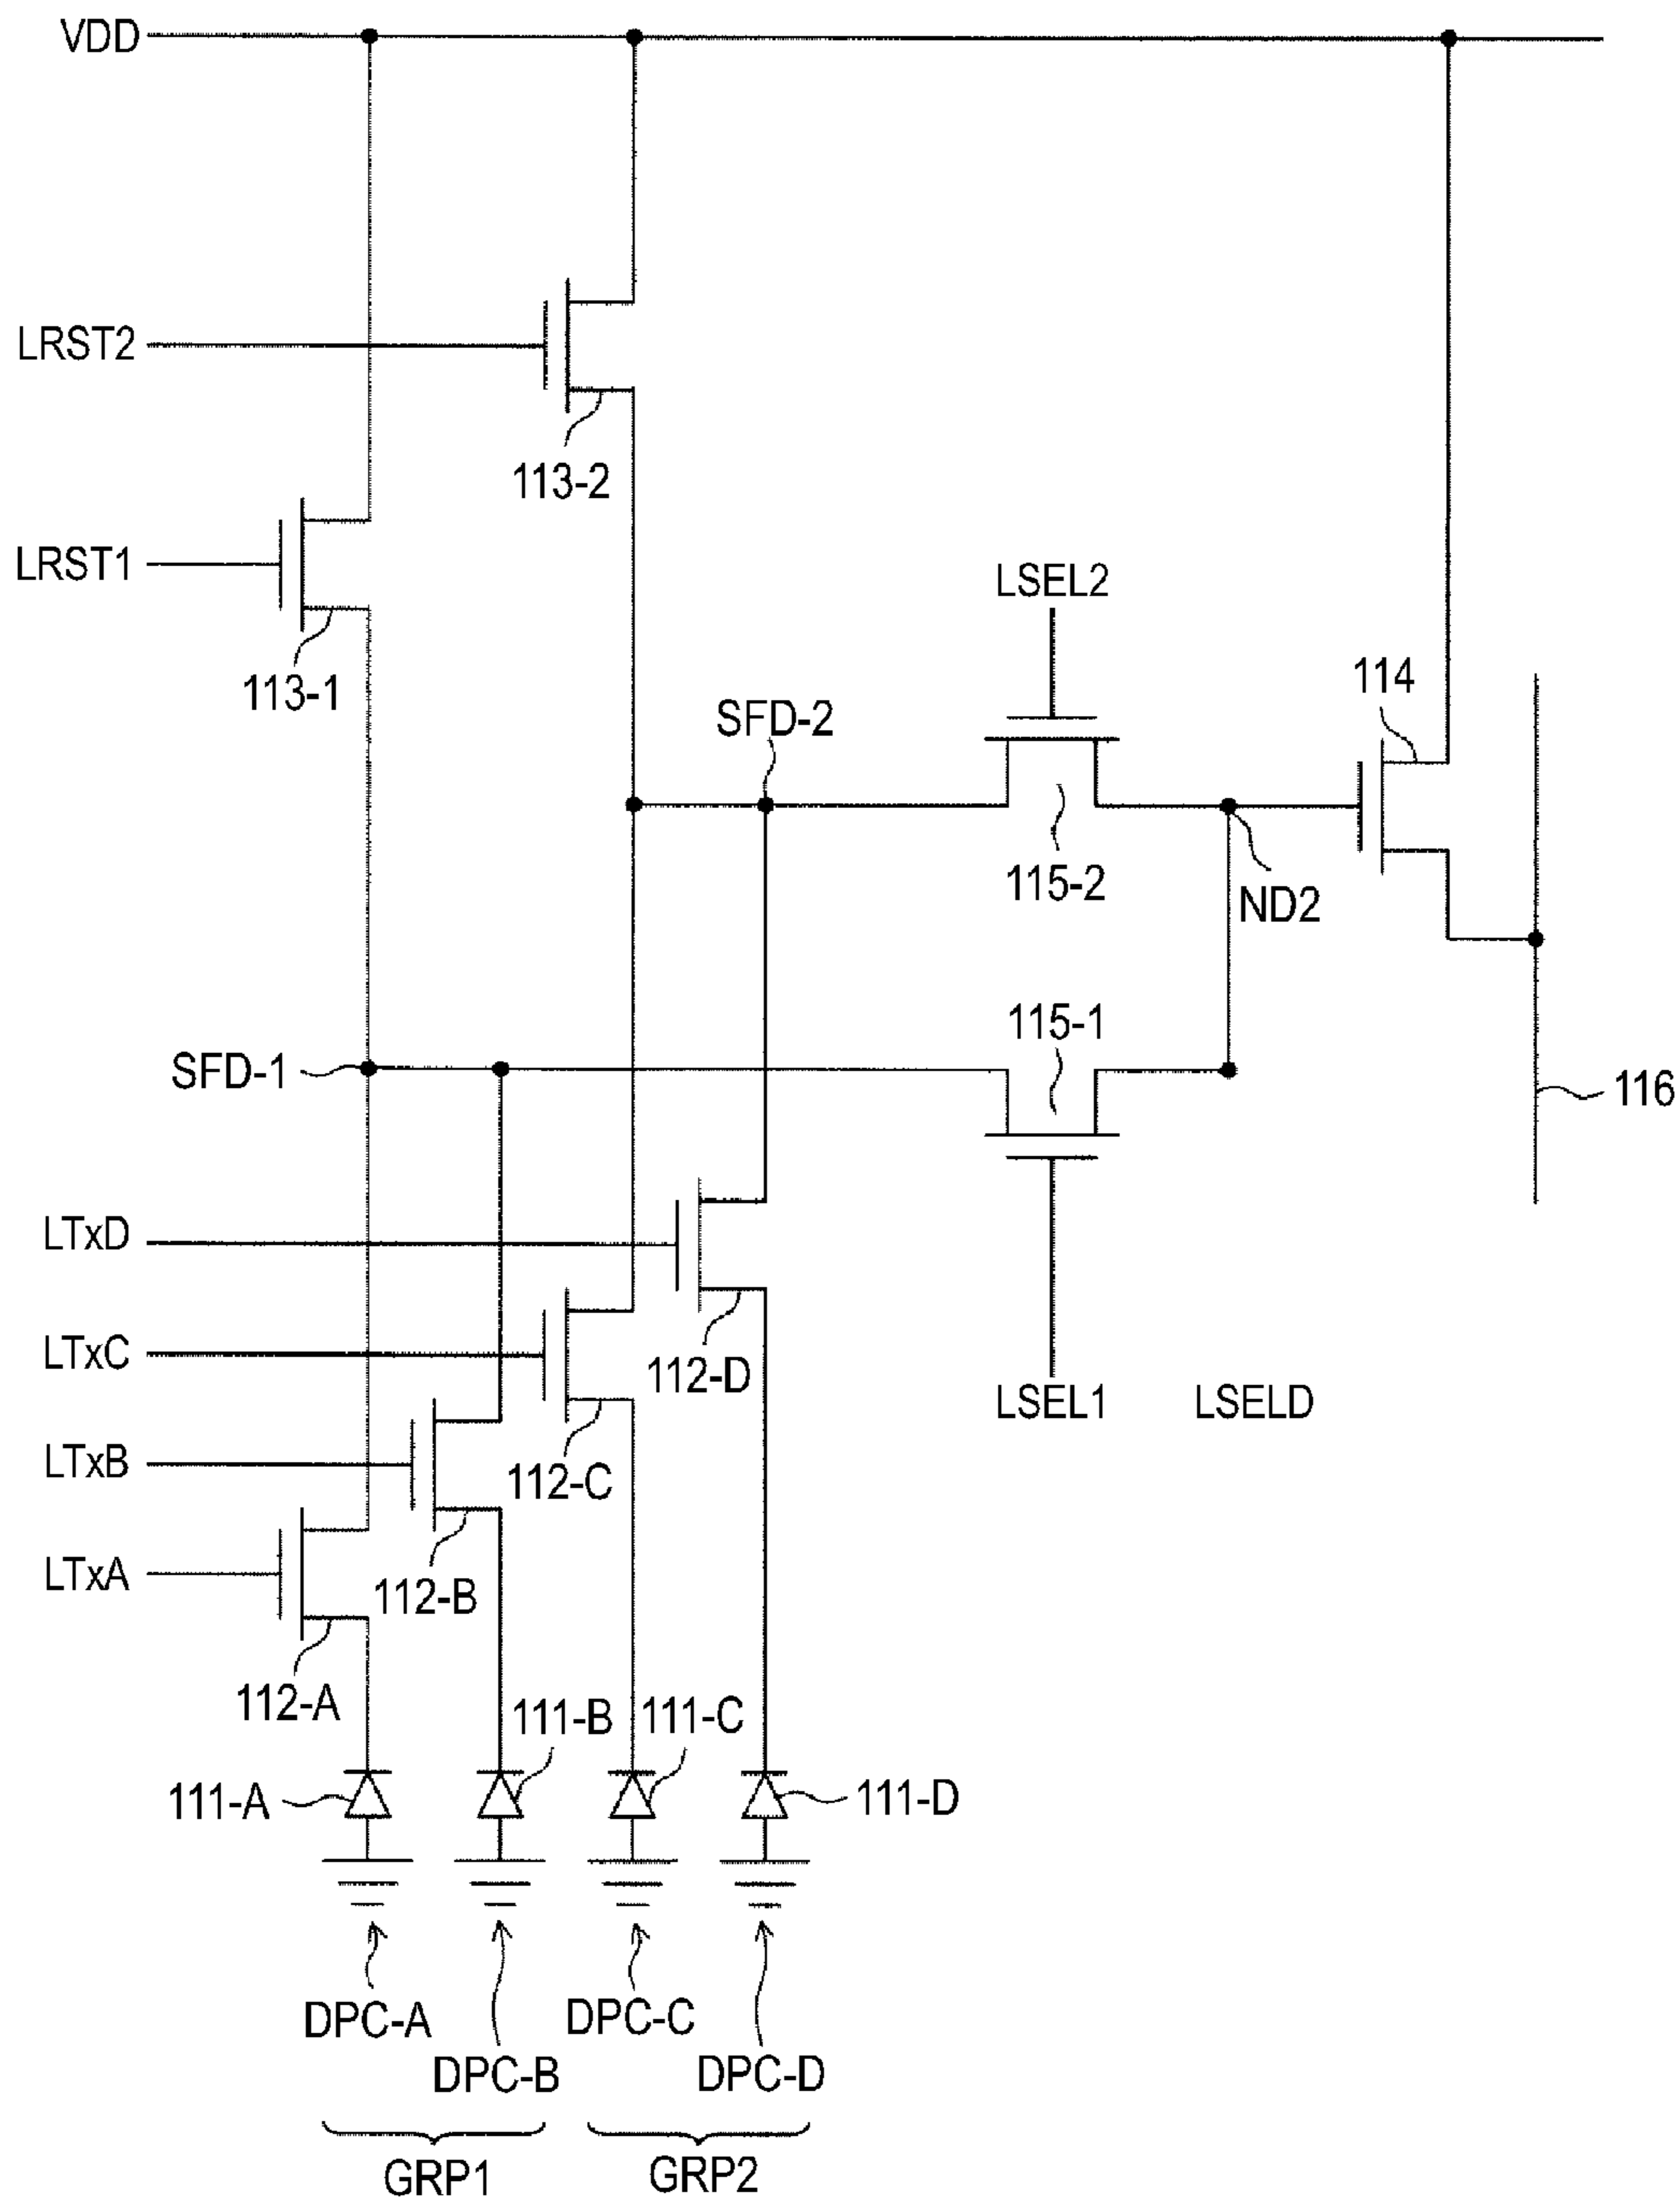 VDD
LRST2
113-2
LRST1
113-1
LSEL2
114
SFD-2
115-2
ND2
115-1
SFD-1
116
LTxD
LTxC
112-D
LSEL1
LSELD
LTxB
112-C
LTxA
112-B
112-A
111-B
111-C
111-A
111-D
DPC-A
DPC-C
DPC-B
DPC-D
GRP1
GRP2